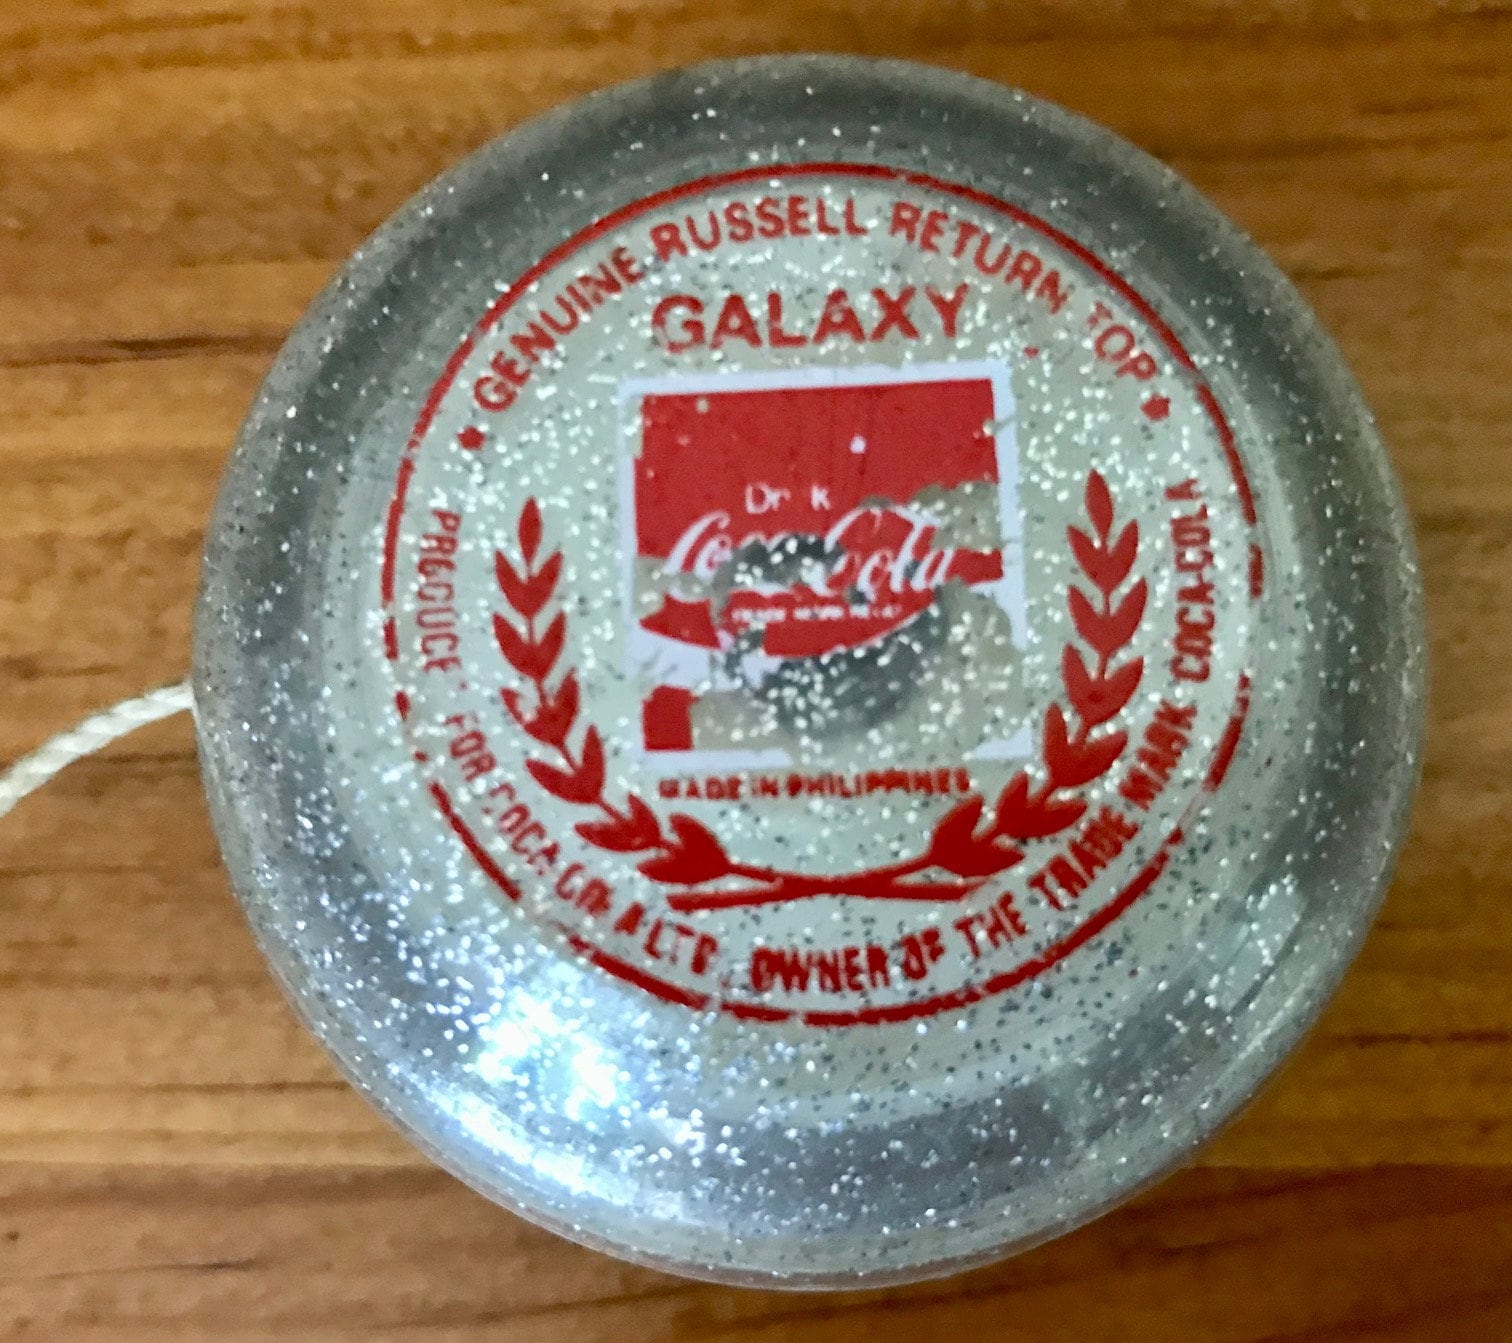 GENUINE RUSSELL RETURN TOP
GALAXY
Dr k
Coca-Cola
MADE IN PHILIPPINES
FOR COCA-COLA LTD. OWNER OF THE TRADE MARK COCA-COLA